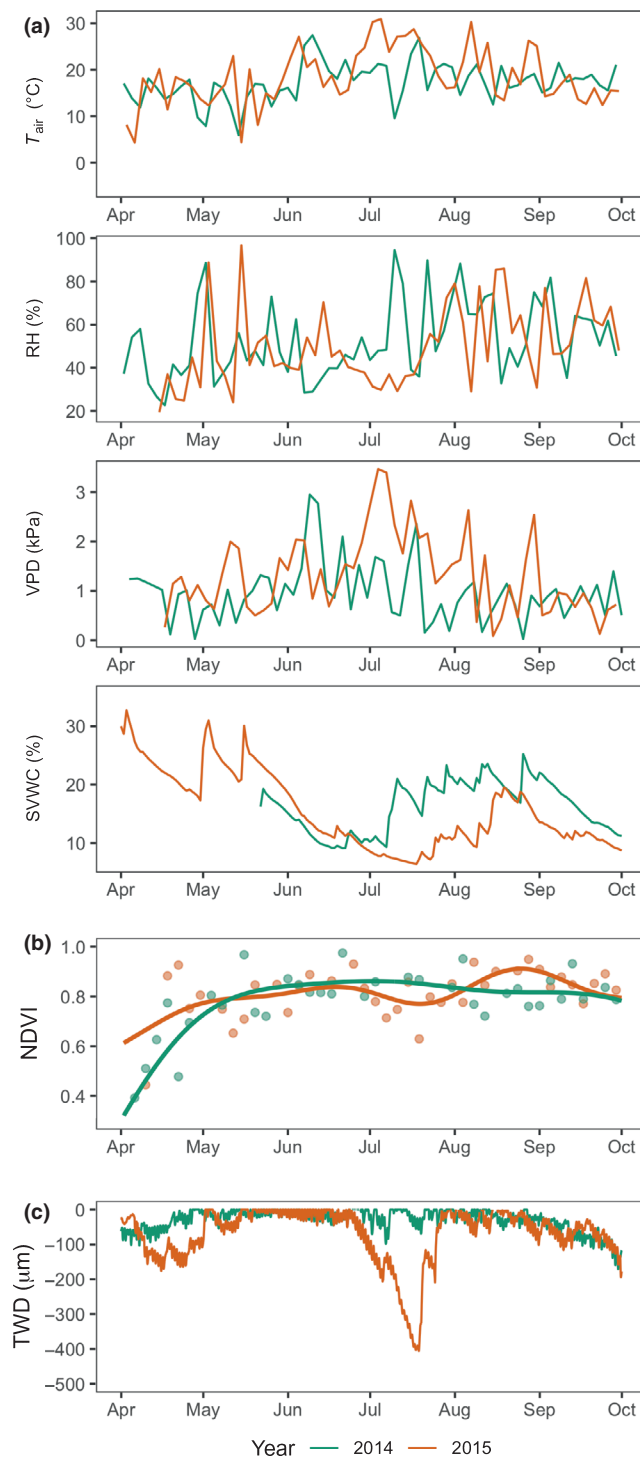 (a)
T air (°C)
30
20
10
0
Apr May Jun Jul Aug Sep Oct
RH (%)
100
80
60
40
20
Apr May Jun Jul Aug Sep Oct
VPD (kPa)
3
2
1
0
Apr May Jun Jul Aug Sep Oct
SVWC (%)
30
20
10
Apr May Jun Jul Aug Sep Oct
(b)
NDVI
1.0
0.8
0.6
0.4
Apr May Jun Jul Aug Sep Oct
(c)
TWD (μm)
0
−100
−200
−300
−400
−500
Apr May Jun Jul Aug Sep Oct
Year 2014 2015